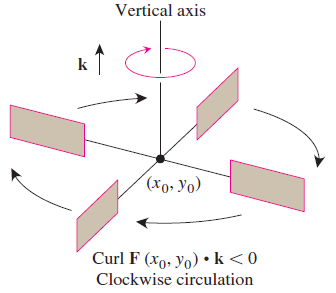 Vertical axis
k
(x₀, y₀)
Curl F (x₀, y₀) • k < 0
Clockwise circulation